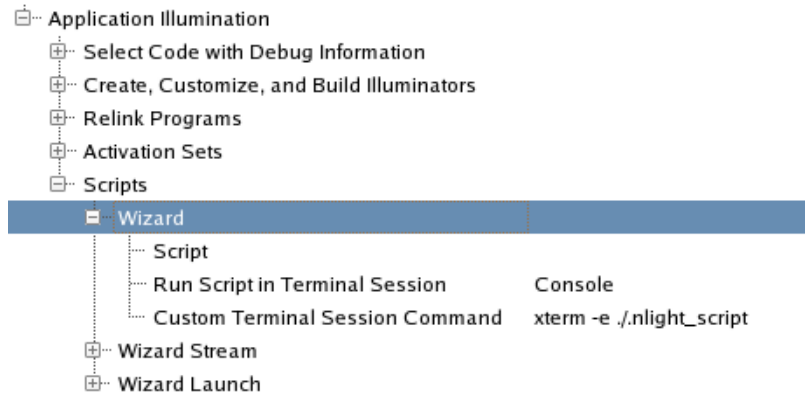 Application Illumination
Select Code with Debug Information
Create, Customize, and Build Illuminators
Relink Programs
Activation Sets
Scripts
Wizard
Script
Run Script in Terminal Session Console
Custom Terminal Session Command xterm -e ./.nlight_script
Wizard Stream
Wizard Launch